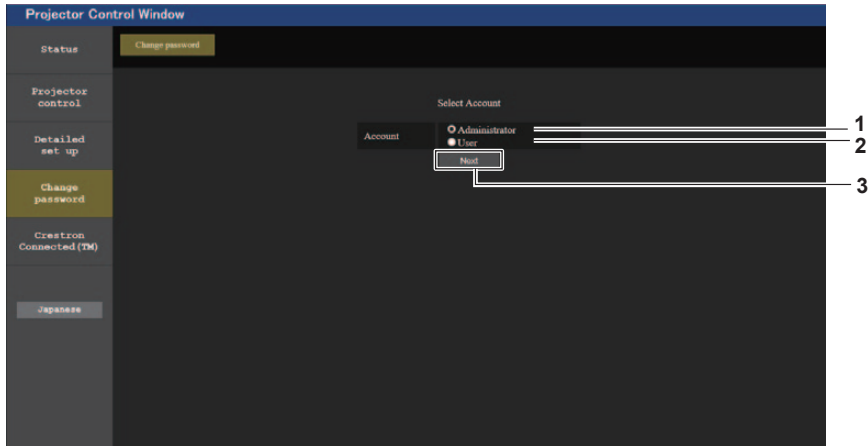 Projector Control Window
Status
Change password
Projector
control
Select Account
Account
Administrator
User
1
2
Detailed
set up
Next
3
Change
password
Crestron
Connected(TM)
Japanese